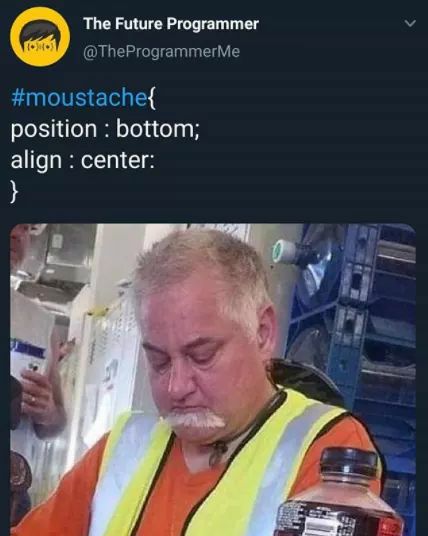 The Future Programmer
@TheProgrammerMe
#moustache{
position : bottom;
align : center:
}